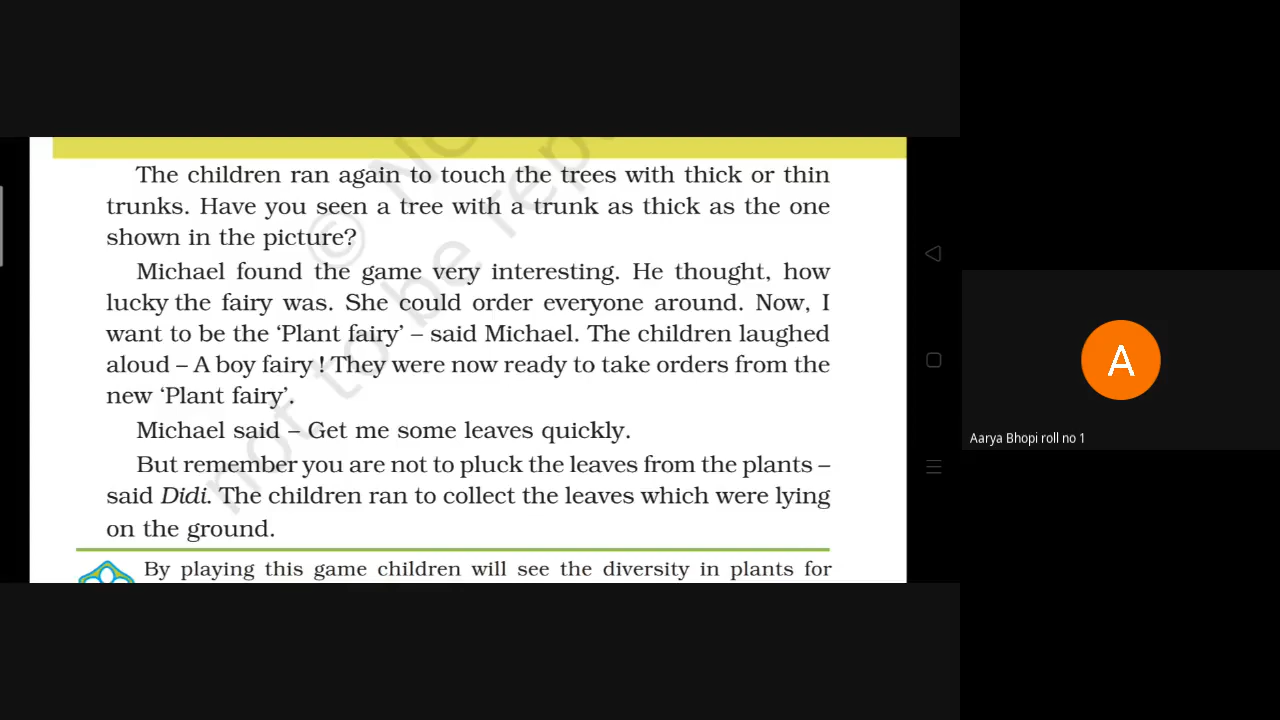 The children ran again to touch the trees with thick or thin
trunks. Have you seen a tree with a trunk as thick as the one
shown in the picture?
Michael found the game very interesting. He thought, how
lucky the fairy was. She could order everyone around. Now, I
want to be the ‘Plant fairy’ – said Michael. The children laughed
aloud – A boy fairy ! They were now ready to take orders from the
new ‘Plant fairy’.
Michael said – Get me some leaves quickly.
But remember you are not to pluck the leaves from the plants –
said Didi. The children ran to collect the leaves which were lying
on the ground.
By playing this game children will see the diversity in plants for
not to be rep
© NC
A
Aarya Bhopi roll no 1